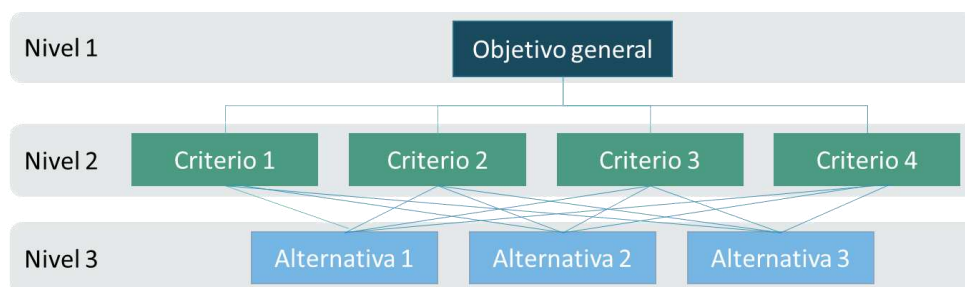 Nivel 1
Objetivo general
Nivel 2
Criterio 1
Criterio 2
Criterio 3
Criterio 4
Nivel 3
Alternativa 1
Alternativa 2
Alternativa 3